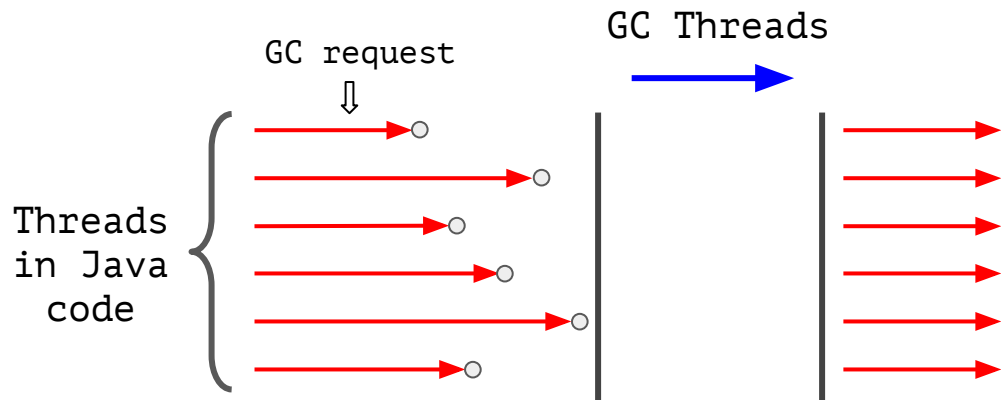 GC Threads
GC request
Threads
in Java
code